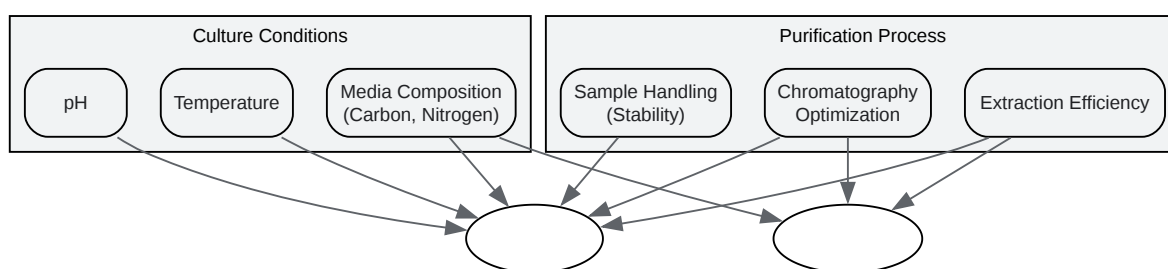 Culture Conditions
Purification Process
pH
Temperature
Media Composition
(Carbon, Nitrogen)
Sample Handling
(Stability)
Chromatography
Optimization
Extraction Efficiency